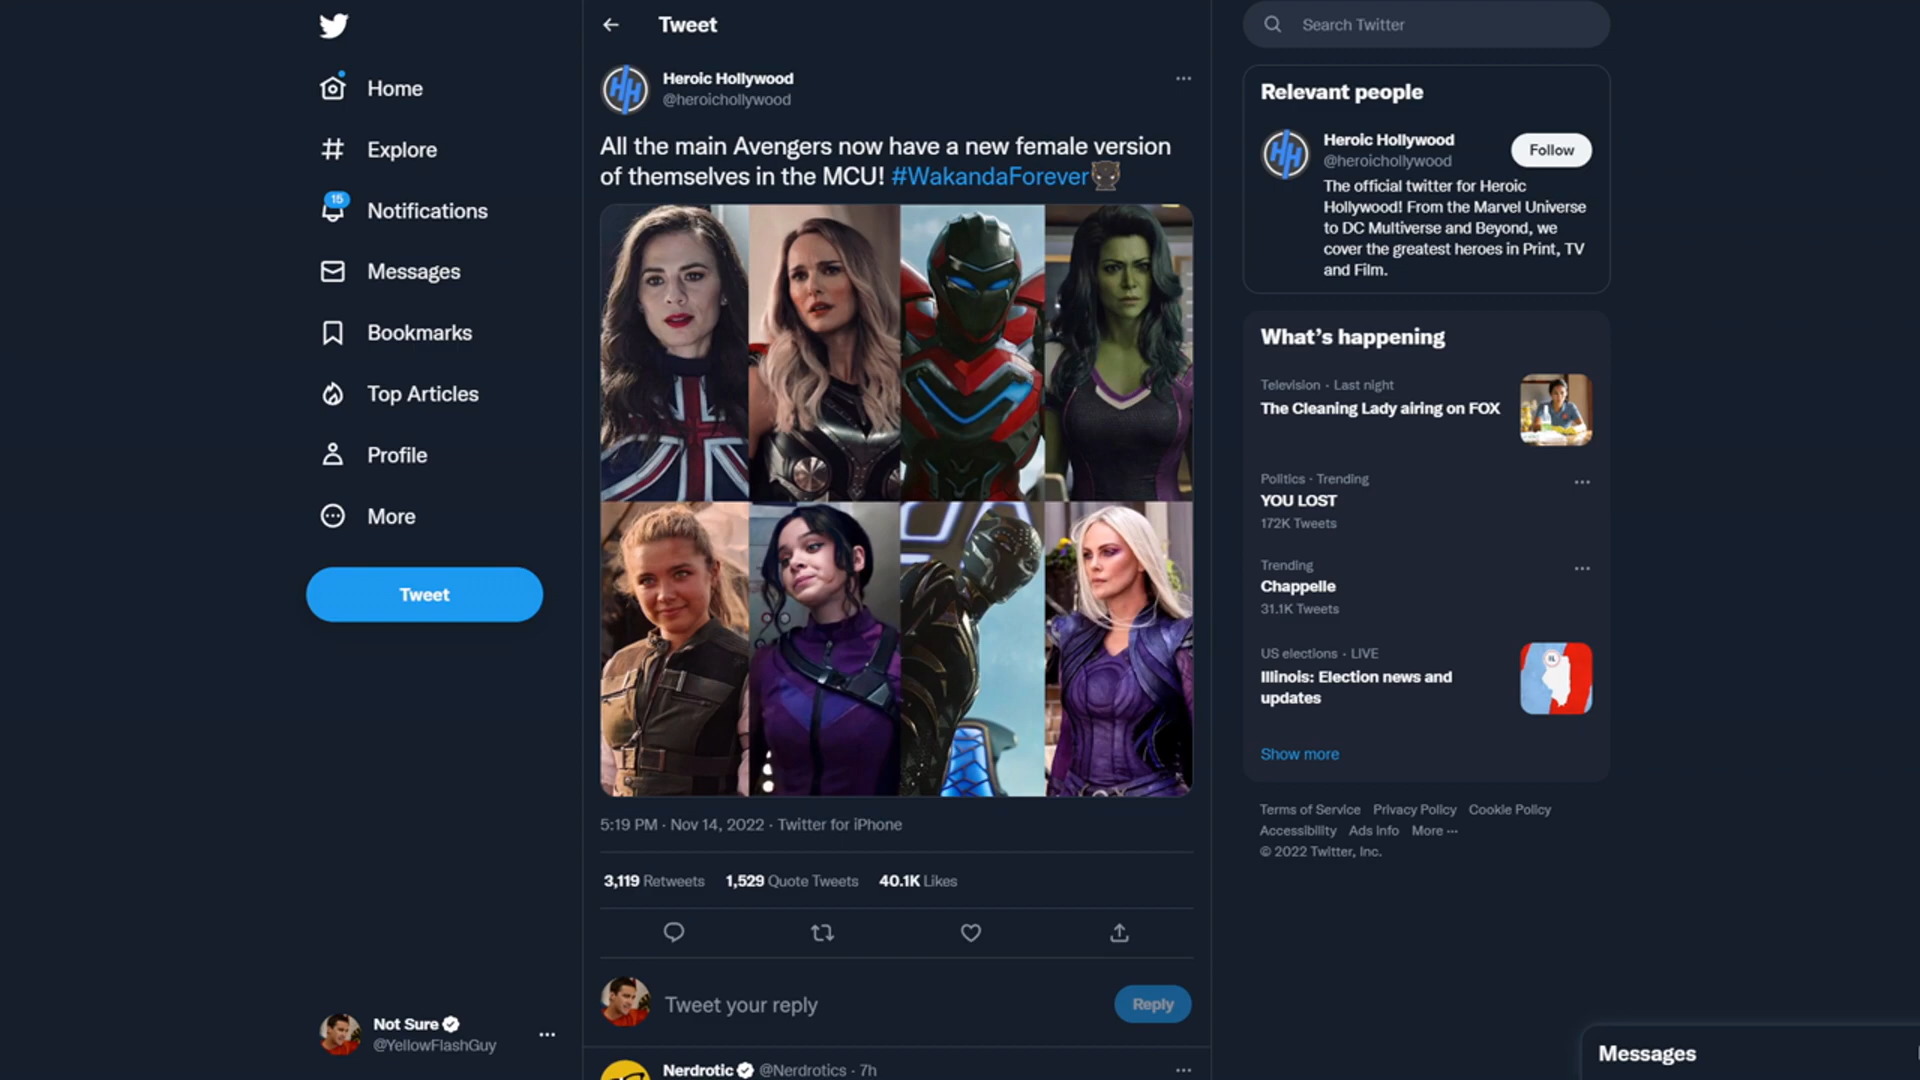 Home
Explore
15
Notifications
Messages
Bookmarks
Top Articles
Profile
More
Tweet
Not Sure
@YellowFlashGuy
Tweet
Heroic Hollywood
@heroichollywood
All the main Avengers now have a new female version
of themselves in the MCU! #WakandaForever
5:19 PM · Nov 14, 2022 · Twitter for iPhone
3,119 Retweets 1,529 Quote Tweets 40.1K Likes
Tweet your reply
Reply
Nerdrotic @Nerdrotics · 7h
Search Twitter
Relevant people
Heroic Hollywood
@heroichollywood
Follow
The official twitter for Heroic
Hollywood! From the Marvel Universe
to DC Multiverse and Beyond, we
cover the greatest heroes in Print, TV
and Film.
What's happening
Television · Last night
The Cleaning Lady airing on FOX
Politics · Trending
YOU LOST
172K Tweets
Trending
Chappelle
31.1K Tweets
US elections · LIVE
Illinois: Election news and
updates
Show more
Terms of Service Privacy Policy Cookie Policy
Accessibility Ads info More ···
© 2022 Twitter, Inc.
Messages